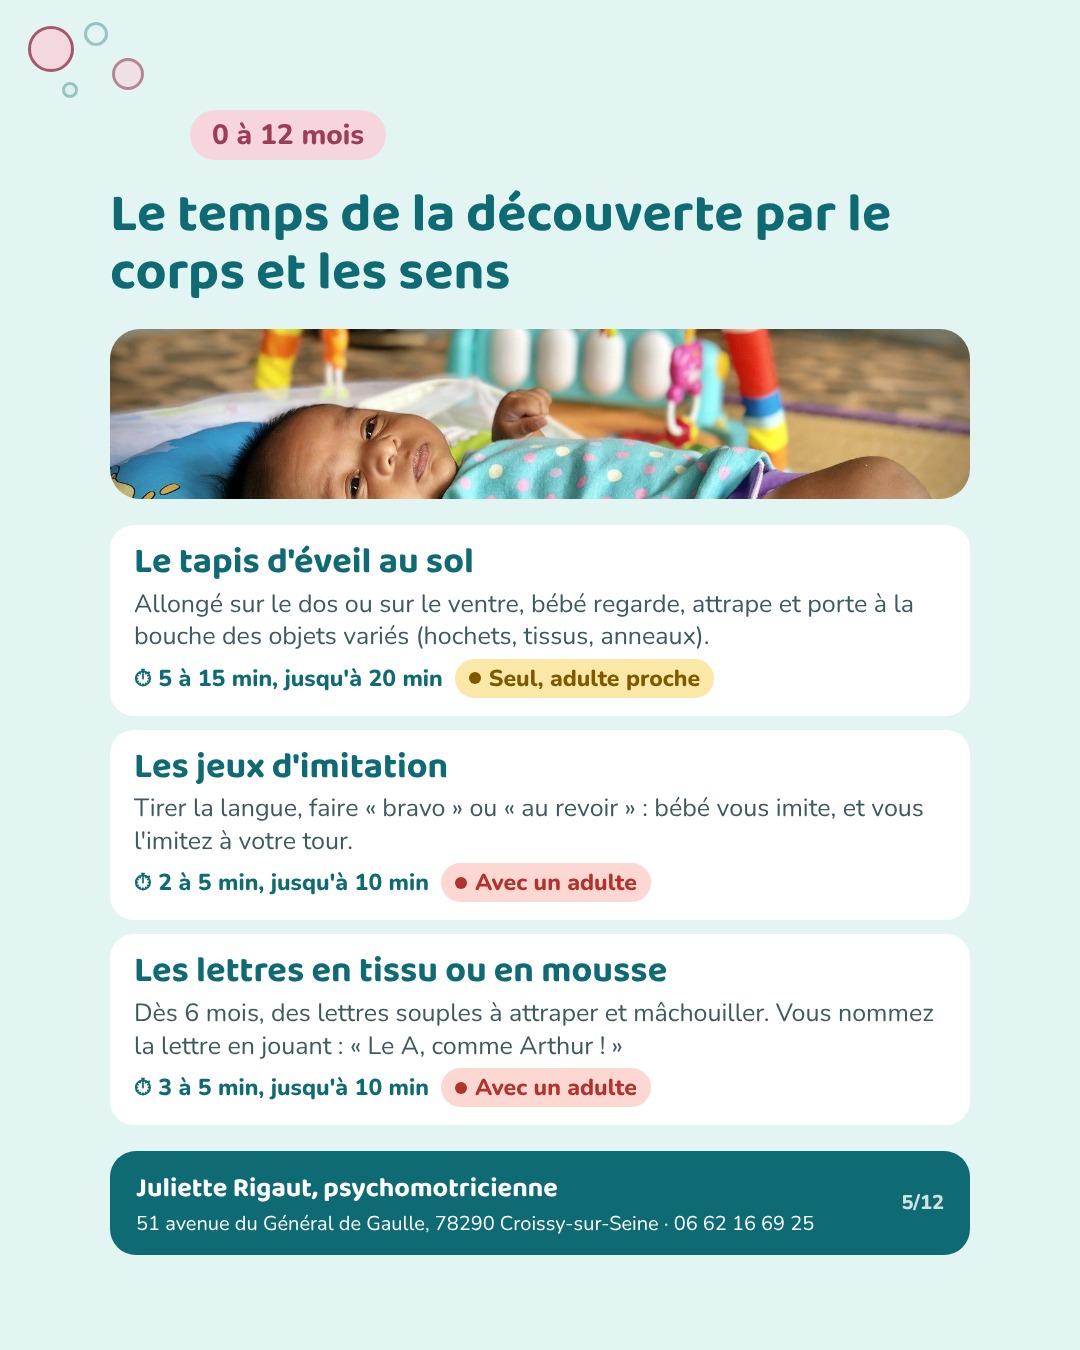 0 à 12 mois
Le temps de la découverte par le
corps et les sens
Le tapis d'éveil au sol
Allongé sur le dos ou sur le ventre, bébé regarde, attrape et porte à la
bouche des objets variés (hochets, tissus, anneaux).
⏱ 5 à 15 min, jusqu'à 20 min ● Seul, adulte proche
Les jeux d'imitation
Tirer la langue, faire « bravo » ou « au revoir » : bébé vous imite, et vous
l'imitez à votre tour.
⏱ 2 à 5 min, jusqu'à 10 min ● Avec un adulte
Les lettres en tissu ou en mousse
Dès 6 mois, des lettres souples à attraper et mâchouiller. Vous nommez
la lettre en jouant : « Le A, comme Arthur ! »
⏱ 3 à 5 min, jusqu'à 10 min ● Avec un adulte
Juliette Rigaut, psychomotricienne
51 avenue du Général de Gaulle, 78290 Croissy-sur-Seine · 06 62 16 69 25
5/12